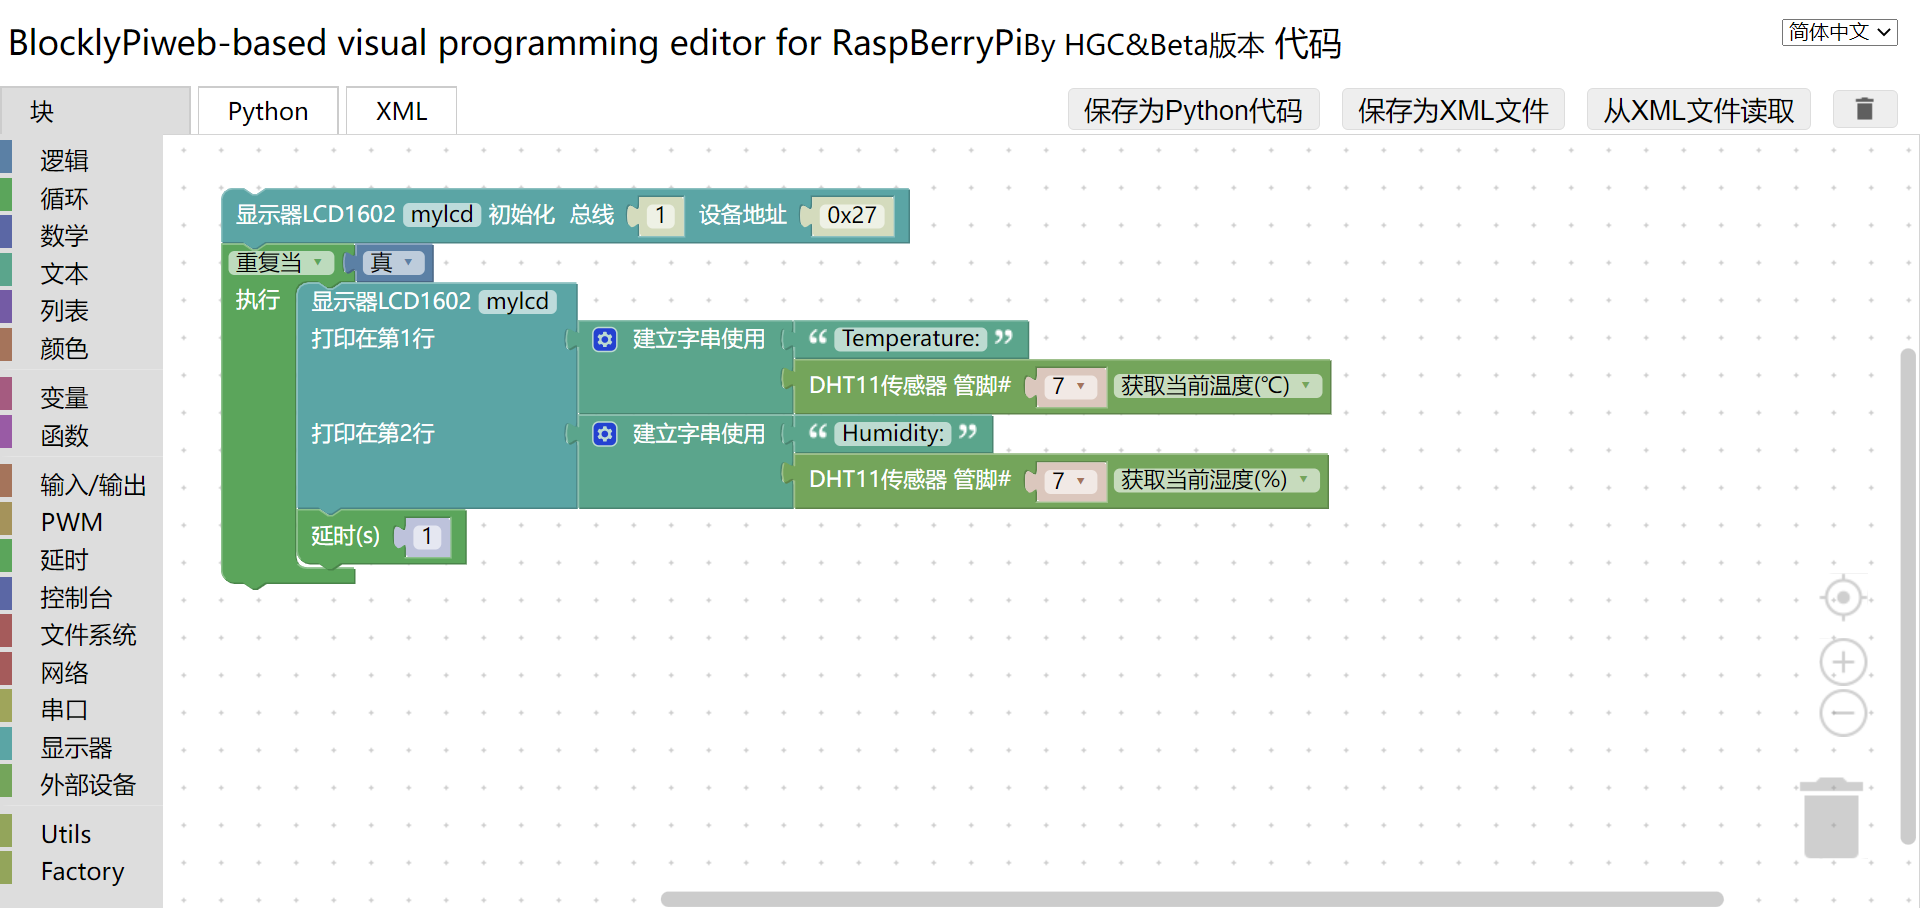 BlocklyPiweb-based visual programming editor for RaspBerryPiBy HGC&Beta版本 代码
简体中文
块 Python XML 保存为Python代码 保存为XML文件 从XML文件读取
逻辑
循环
数学
文本
列表
颜色
变量
函数
输入/输出
PWM
延时
控制台
文件系统
网络
串口
显示器
外部设备
Utils
Factory
显示器LCD1602 mylcd 初始化 总线 1 设备地址 0x27
重复当 真
执行 显示器LCD1602 mylcd
打印在第1行 建立字串使用 “ Temperature: ”
DHT11传感器 管脚# 7 获取当前温度(℃)
打印在第2行 建立字串使用 “ Humidity: ”
DHT11传感器 管脚# 7 获取当前湿度(%)
延时(s) 1